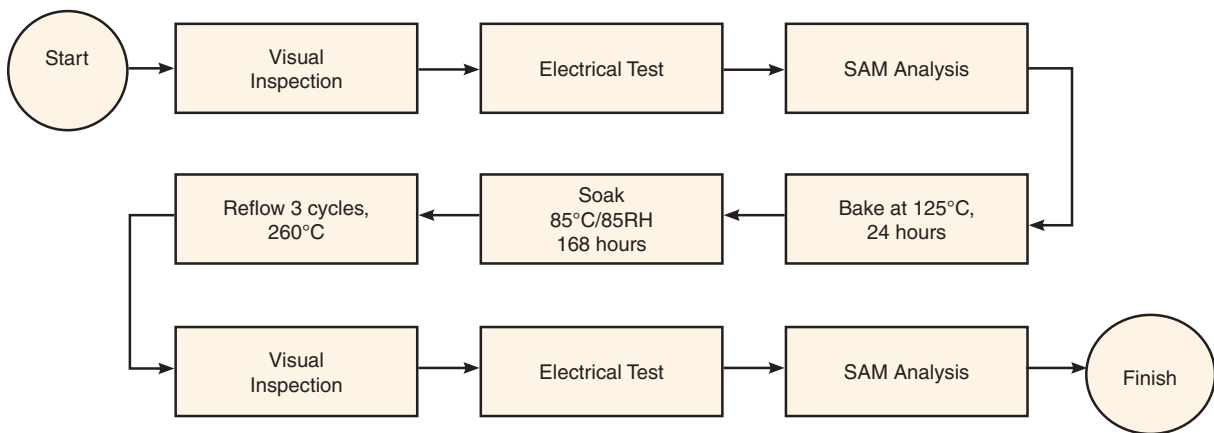 Start
Visual
Inspection
Electrical Test
SAM Analysis
Bake at 125°C,
24 hours
Soak
85°C/85RH
168 hours
Reflow 3 cycles,
260°C
Visual
Inspection
Electrical Test
SAM Analysis
Finish